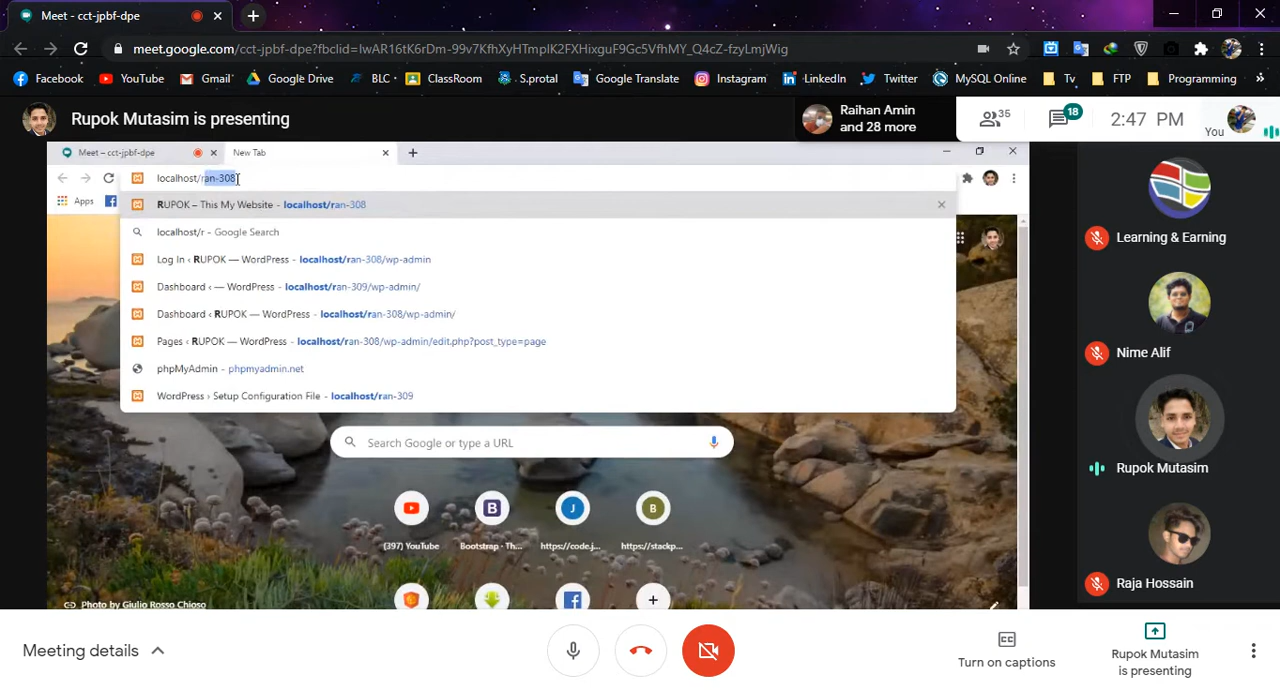 Meet - cct-jpbf-dpe
meet.google.com/cct-jpbf-dpe?fbclid=IwAR16tK6rDm-99v7KfhXyHTmpIK2FXHixguF9Gc5VfhMY_Q4cZ-fzyLmjWig
Facebook YouTube Gmail Google Drive BLC ClassRoom S.protal Google Translate Instagram LinkedIn Twitter MySQL Online Tv FTP Programming »
Rupok Mutasim is presenting
Raihan Amin
and 28 more
35
18
2:47 PM
You
Meet – cct-jpbf-dpe
New Tab
localhost/ran-308
Apps
RUPOK – This My Website - localhost/ran-308
localhost/r - Google Search
Log In ‹ RUPOK — WordPress - localhost/ran-308/wp-admin
Dashboard ‹ — WordPress - localhost/ran-309/wp-admin/
Dashboard ‹ RUPOK — WordPress - localhost/ran-308/wp-admin/
Pages ‹ RUPOK — WordPress - localhost/ran-308/wp-admin/edit.php?post_type=page
phpMyAdmin - phpmyadmin.net
WordPress › Setup Configuration File - localhost/ran-309
Search Google or type a URL
(397) YouTube
Bootstrap · Th...
https://code.j...
https://stackp...
Photo by Giulio Rosso Chioso
Learning & Earning
Nime Alif
Rupok Mutasim
Raja Hossain
Meeting details
Turn on captions
Rupok Mutasim
is presenting